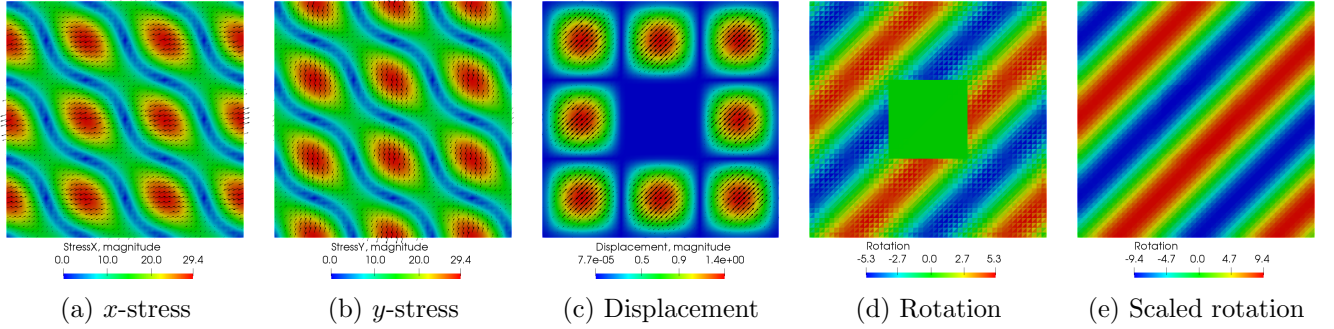 StressX, magnitude
0.0 10.0 20.0 29.4
(a) x-stress
StressY, magnitude
0.0 10.0 20.0 29.4
(b) y-stress
Displacement, magnitude
7.7e-05 0.5 0.9 1.4e+00
(c) Displacement
Rotation
-5.3 -2.7 0.0 2.7 5.3
(d) Rotation
Rotation
-9.4 -4.7 0.0 4.7 9.4
(e) Scaled rotation